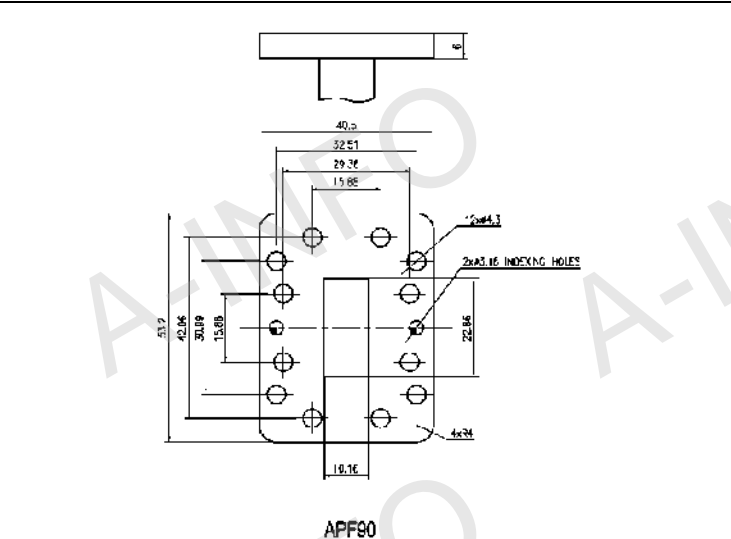 6
40.5
32.51
29.36
15.88
12xø4.3
2xø3.16 INDEXING HOLES
53.2
42.06
30.99
15.88
22.86
4xR4
10.16
APF90
A-INFO
A-INFO